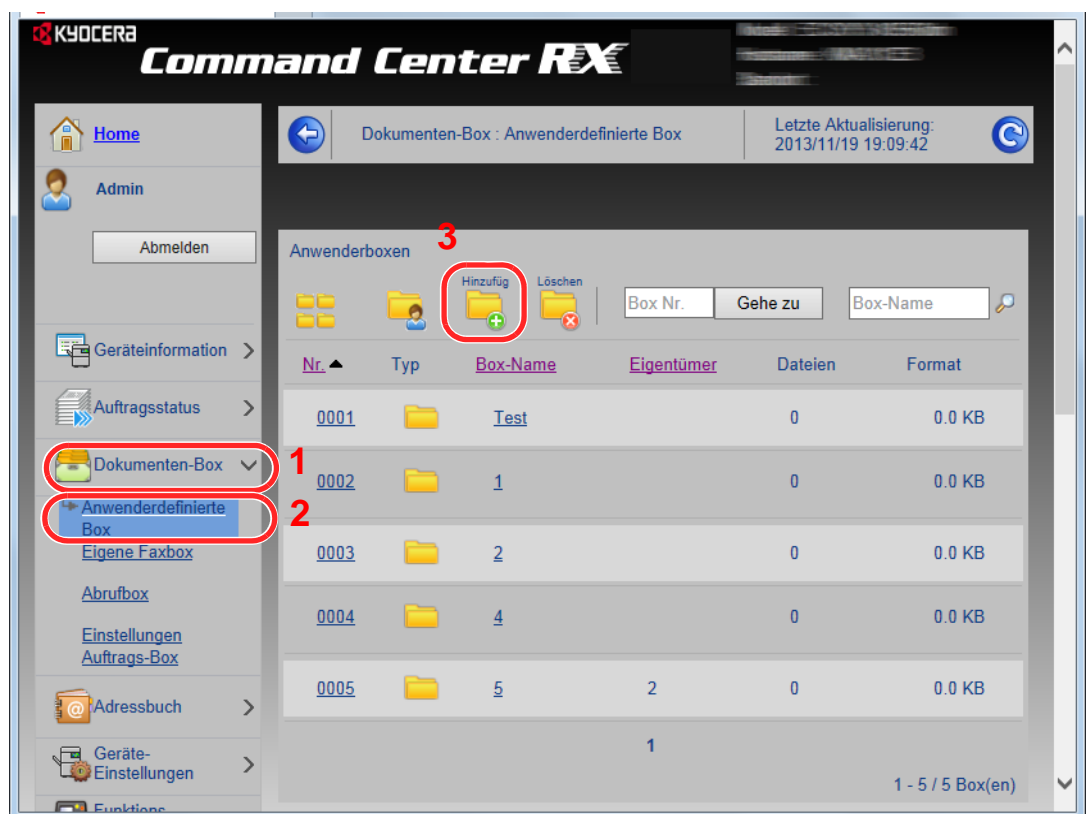 KYOCERA
Command Center RX
Home
Dokumenten-Box : Anwenderdefinierte Box
Letzte Aktualisierung:
2013/11/19 19:09:42
Admin
Abmelden
Anwenderboxen
3
Hinzufüg
Löschen
Box Nr.
Gehe zu
Box-Name
Geräteinformation
Auftragsstatus
Dokumenten-Box
1
Anwenderdefinierte
Box
2
Eigene Faxbox
Abrufbox
Einstellungen
Auftrags-Box
Adressbuch
Geräte-
Einstellungen
Funktions
Nr. Typ Box-Name Eigentümer Dateien Format
0001 Test 0 0.0 KB
0002 1 0 0.0 KB
0003 2 0 0.0 KB
0004 4 0 0.0 KB
0005 5 2 0 0.0 KB
1
1 - 5 / 5 Box(en)